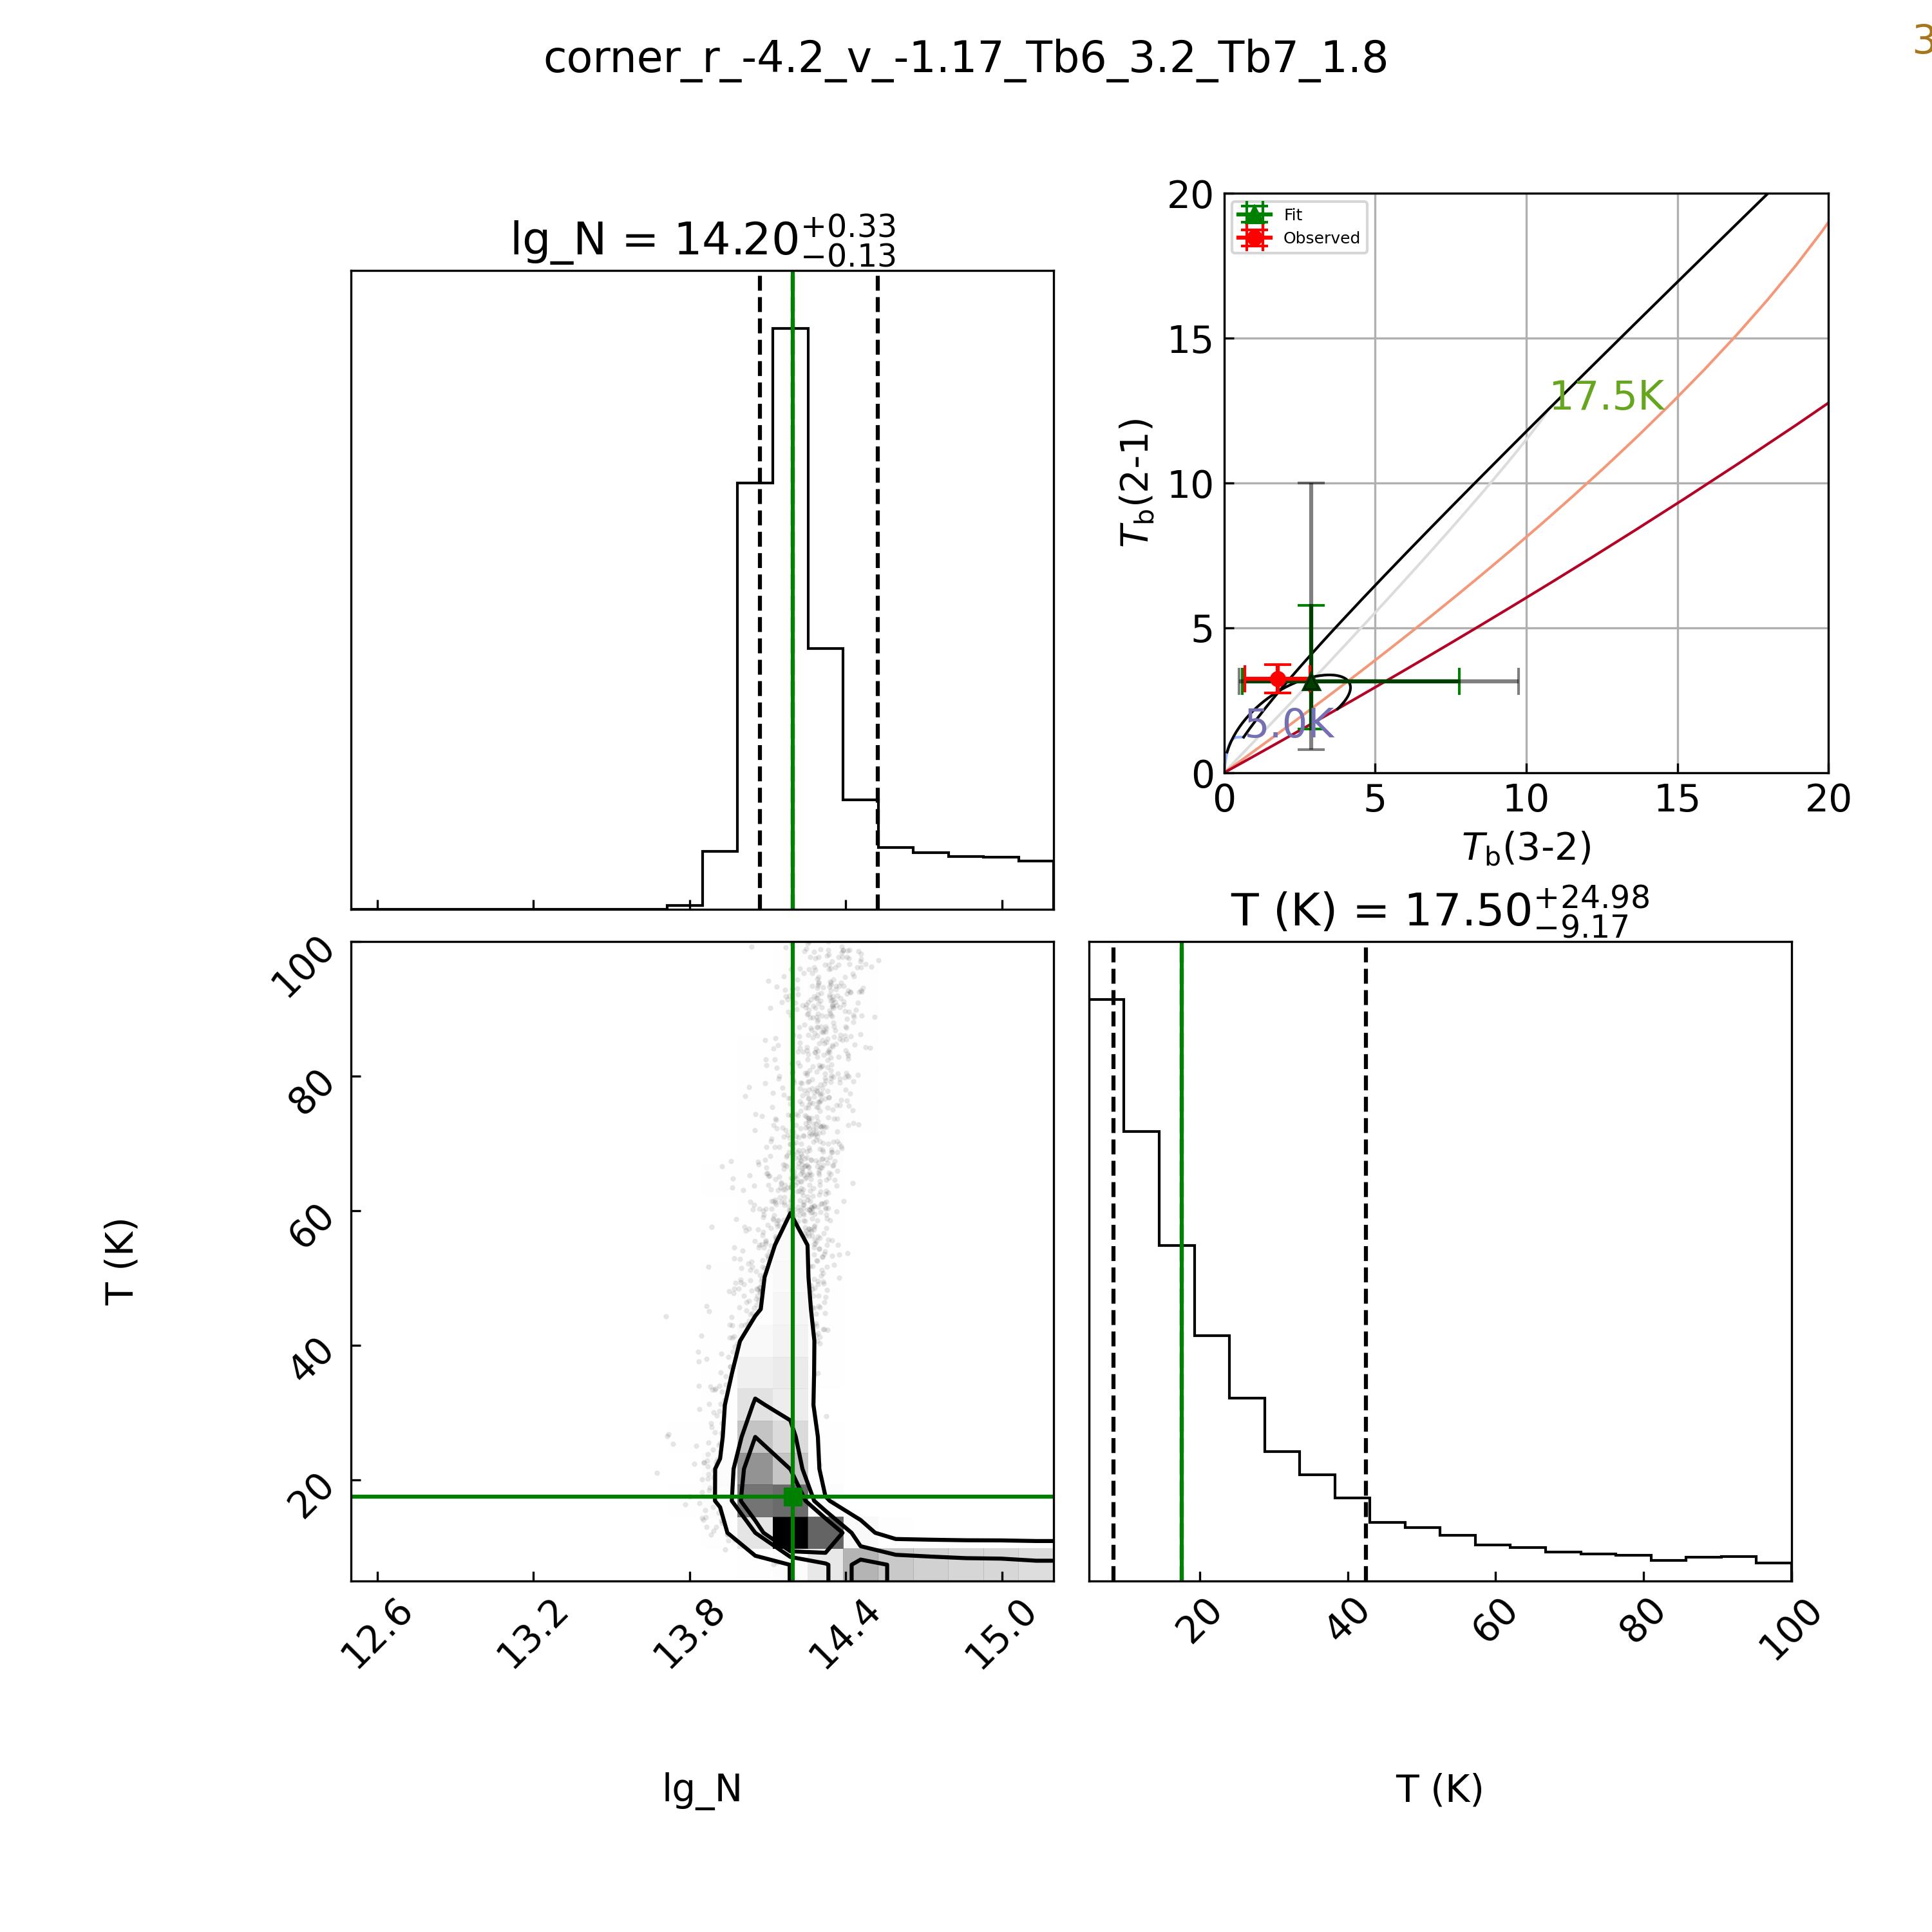 corner_r_-4.2_v_-1.17_Tb6_3.2_Tb7_1.8
3
lg_N = 14.20+0.33−0.13
20
15
10
5
0
Tb(2-1)
Fit
Observed
17.5K
5.0K
0 5 10 15 20
Tb(3-2)
T (K) = 17.50+24.98−9.17
100
80
60
40
20
T (K)
12.6 13.2 13.8 14.4 15.0
20 40 60 80 100
lg_N
T (K)